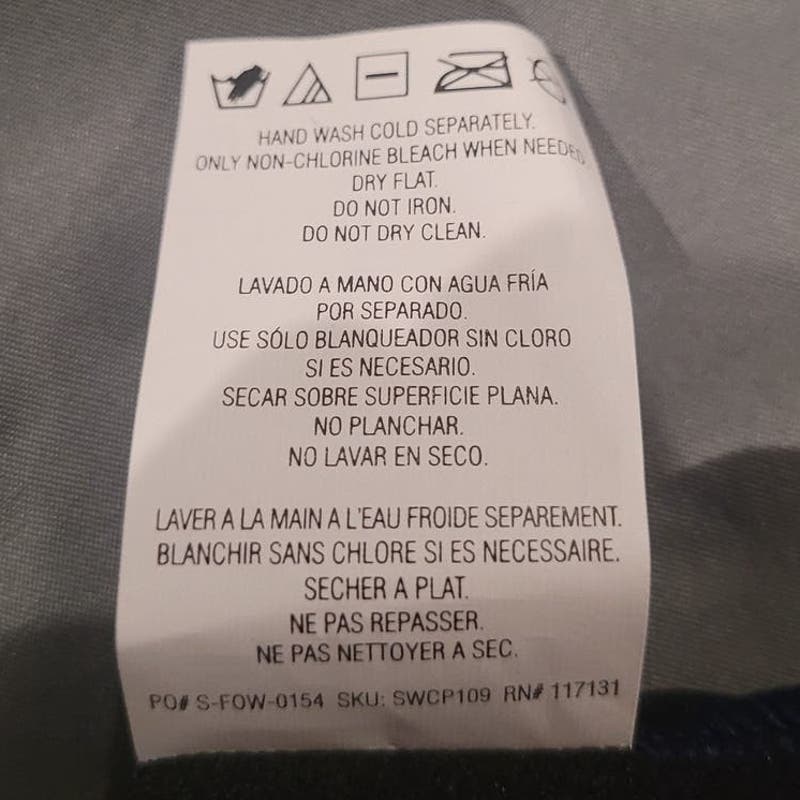 HAND WASH COLD SEPARATELY.
ONLY NON-CHLORINE BLEACH WHEN NEEDED
DRY FLAT.
DO NOT IRON.
DO NOT DRY CLEAN.
LAVADO A MANO CON AGUA FRÍA
POR SEPARADO.
USE SÓLO BLANQUEADOR SIN CLORO
SI ES NECESARIO.
SECAR SOBRE SUPERFICIE PLANA.
NO PLANCHAR.
NO LAVAR EN SECO.
LAVER A LA MAIN A L'EAU FROIDE SEPAREMENT.
BLANCHIR SANS CHLORE SI ES NECESSAIRE.
SECHER A PLAT.
NE PAS REPASSER.
NE PAS NETTOYER A SEC.
PO# S-FOW-0154 SKU: SWCP109 RN# 117131